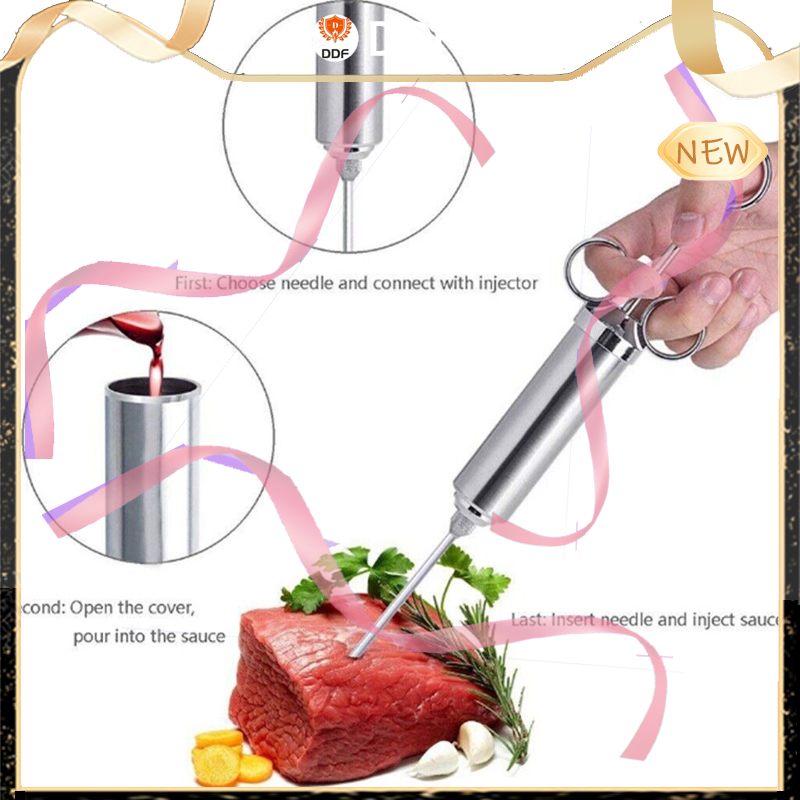 DDF
NEW
First: Choose needle and connect with injector
cond: Open the cover,
pour into the sauce
Last: Insert needle and inject sauce